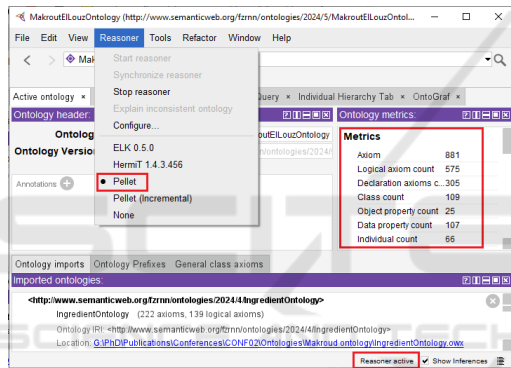 MakroutElLouzOntology (http://www.semanticweb.org/fzrnn/ontologies/2024/5/MakroutElLouzOntol...
File Edit View Reasoner Tools Refactor Window Help
Start reasoner
Synchronize reasoner
Stop reasoner
Explain inconsistent ontology
Configure...
ELK 0.5.0
HermiT 1.4.3.456
Pellet
Pellet (Incremental)
None
Active ontology × Query × Individual Hierarchy Tab × OntoGraf ×
Ontology header: Ontology metrics:
Ontolog outElLouzOntology
Ontology Versio n/ontologies/2024/
Annotations
Metrics
Axiom 881
Logical axiom count 575
Declaration axioms c...305
Class count 109
Object property count 25
Data property count 107
Individual count 66
Ontology imports Ontology Prefixes General class axioms
Imported ontologies:
<http://www.semanticweb.org/fzrnn/ontologies/2024/4/IngredientOntology>
IngredientOntology (222 axioms, 139 logical axioms)
Ontology IRI: <http://www.semanticweb.org/fzrnn/ontologies/2024/4/IngredientOntology>
Location: G:\PhD\Publications\Conferences\CONF02\Ontologies\Makroud ontology\IngredientOntology.owx
Reasoner active Show Inferences